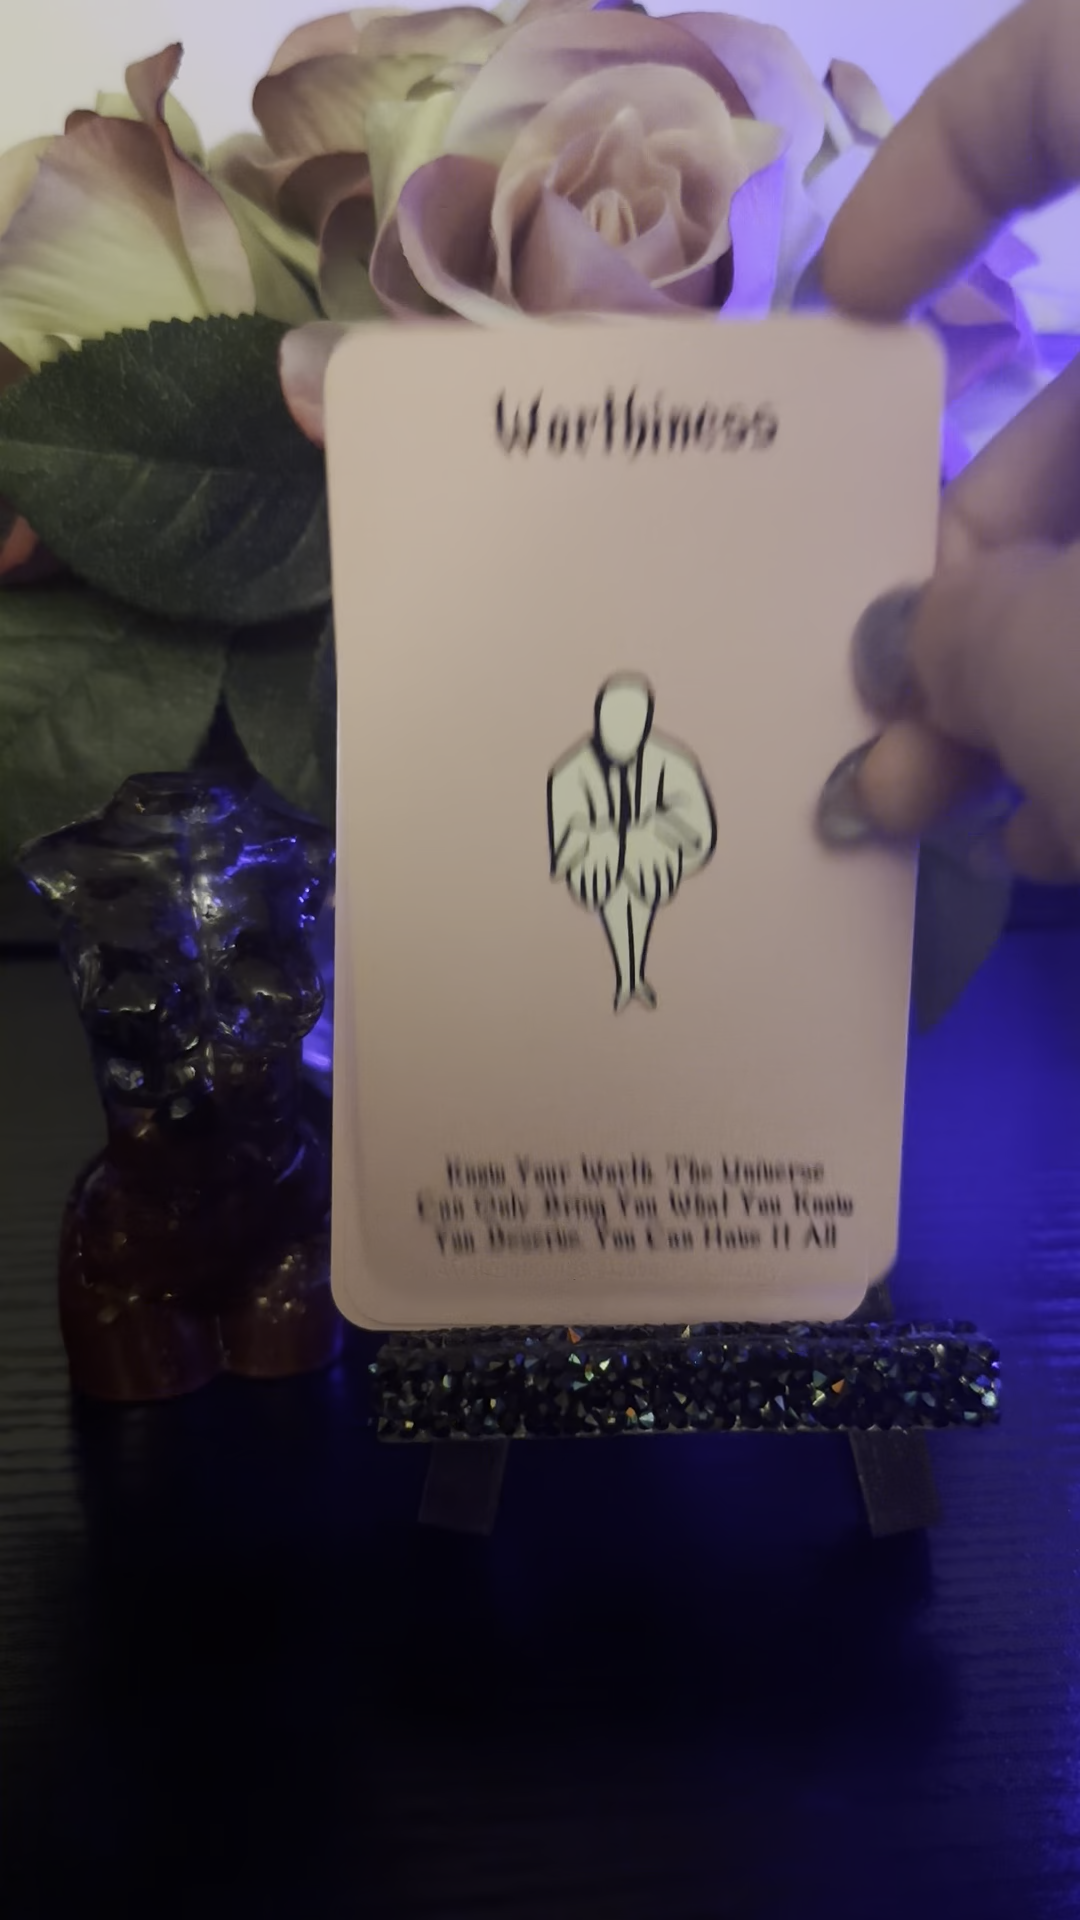 Worthiness
Know Your Worth. The Universe
Can Only Bring You What You Know
You Deserve. You Can Have It All